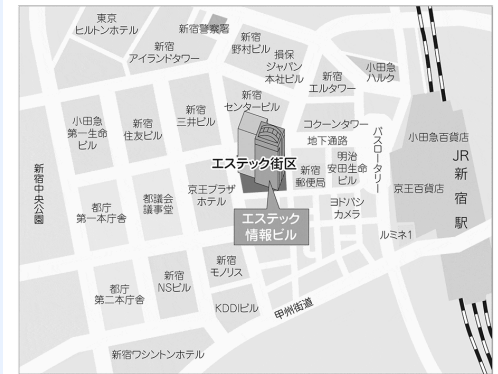 東京
ヒルトンホテル
新宿警察署
新宿
アイランドタワー
新宿
野村ビル
損保
ジャパン
本社ビル
新宿
エルタワー
小田急
ハルク
小田急
第一生命
ビル
新宿
住友ビル
新宿
三井ビル
新宿
センタービル
コクーンタワー
地下通路
バスロータリー
小田急百貨店
JR新宿駅
京王百貨店
新宿中央公園
エステック街区
新宿
郵便局
明治
安田生命
ビル
都庁
第一本庁舎
都議会
議事堂
京王プラザ
ホテル
エステック
情報ビル
ヨドバシ
カメラ
ルミネ1
都庁
第二本庁舎
新宿
NSビル
新宿
モノリス
KDDIビル
甲州街道
新宿ワシントンホテル